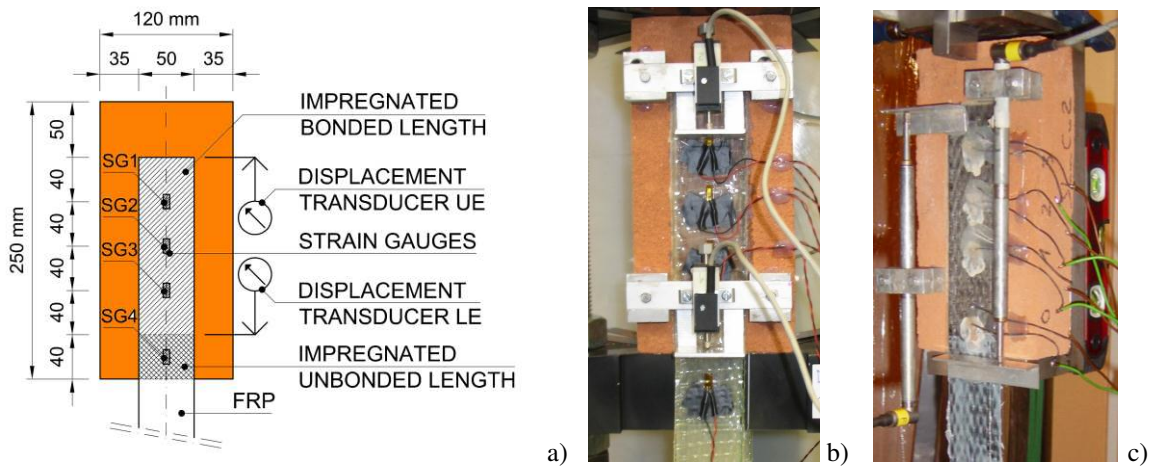 120 mm
35 50 35
250 mm
50
40
40
40
40
40
SG1
SG2
SG3
SG4
IMPREGNATED
BONDED LENGTH
DISPLACEMENT
TRANSDUCER UE
STRAIN GAUGES
DISPLACEMENT
TRANSDUCER LE
IMPREGNATED
UNBONDED LENGTH
FRP
a)
b)
c)